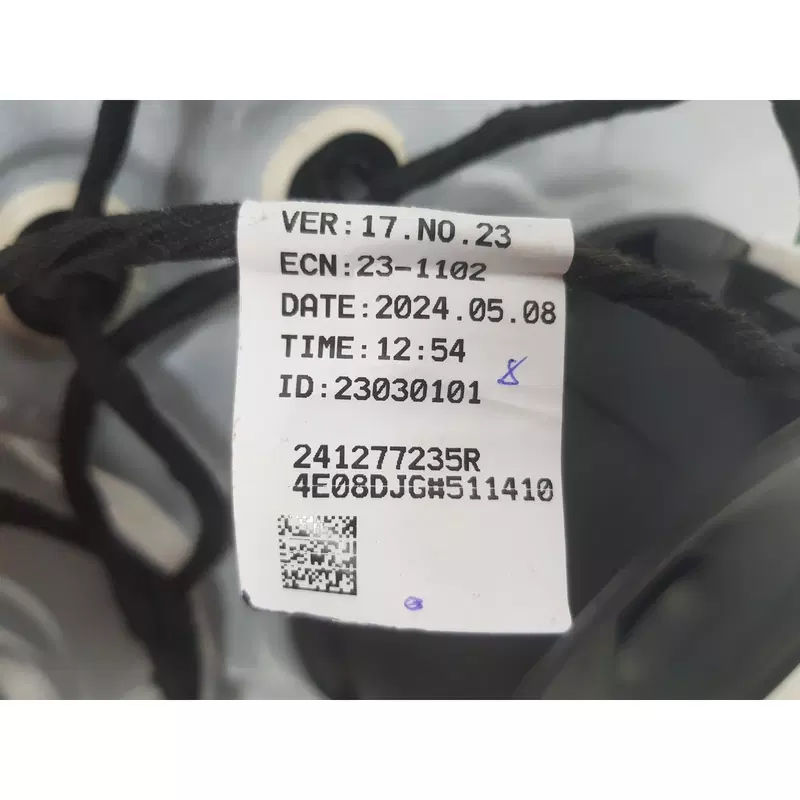 VER:17.NO.23
ECN:23-1102
DATE:2024.05.08
TIME:12:54
ID:23030101
8
241277235R
4E08DJG#511410